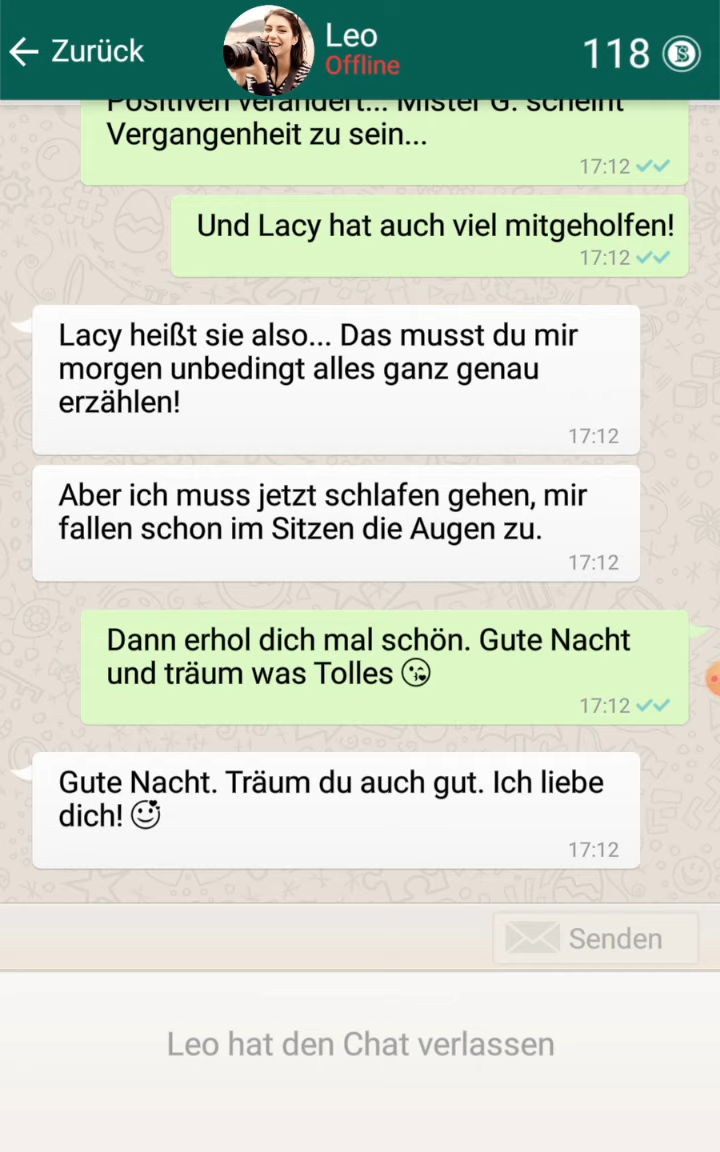 Zurück
Leo
Offline
118
Positiven verändert... Mister G. scheint
Vergangenheit zu sein...
17:12
Und Lacy hat auch viel mitgeholfen!
17:12
Lacy heißt sie also... Das musst du mir
morgen unbedingt alles ganz genau
erzählen!
17:12
Aber ich muss jetzt schlafen gehen, mir
fallen schon im Sitzen die Augen zu.
17:12
Dann erhol dich mal schön. Gute Nacht
und träum was Tolles 😘
17:12
Gute Nacht. Träum du auch gut. Ich liebe
dich! 🥰
17:12
Senden
Leo hat den Chat verlassen